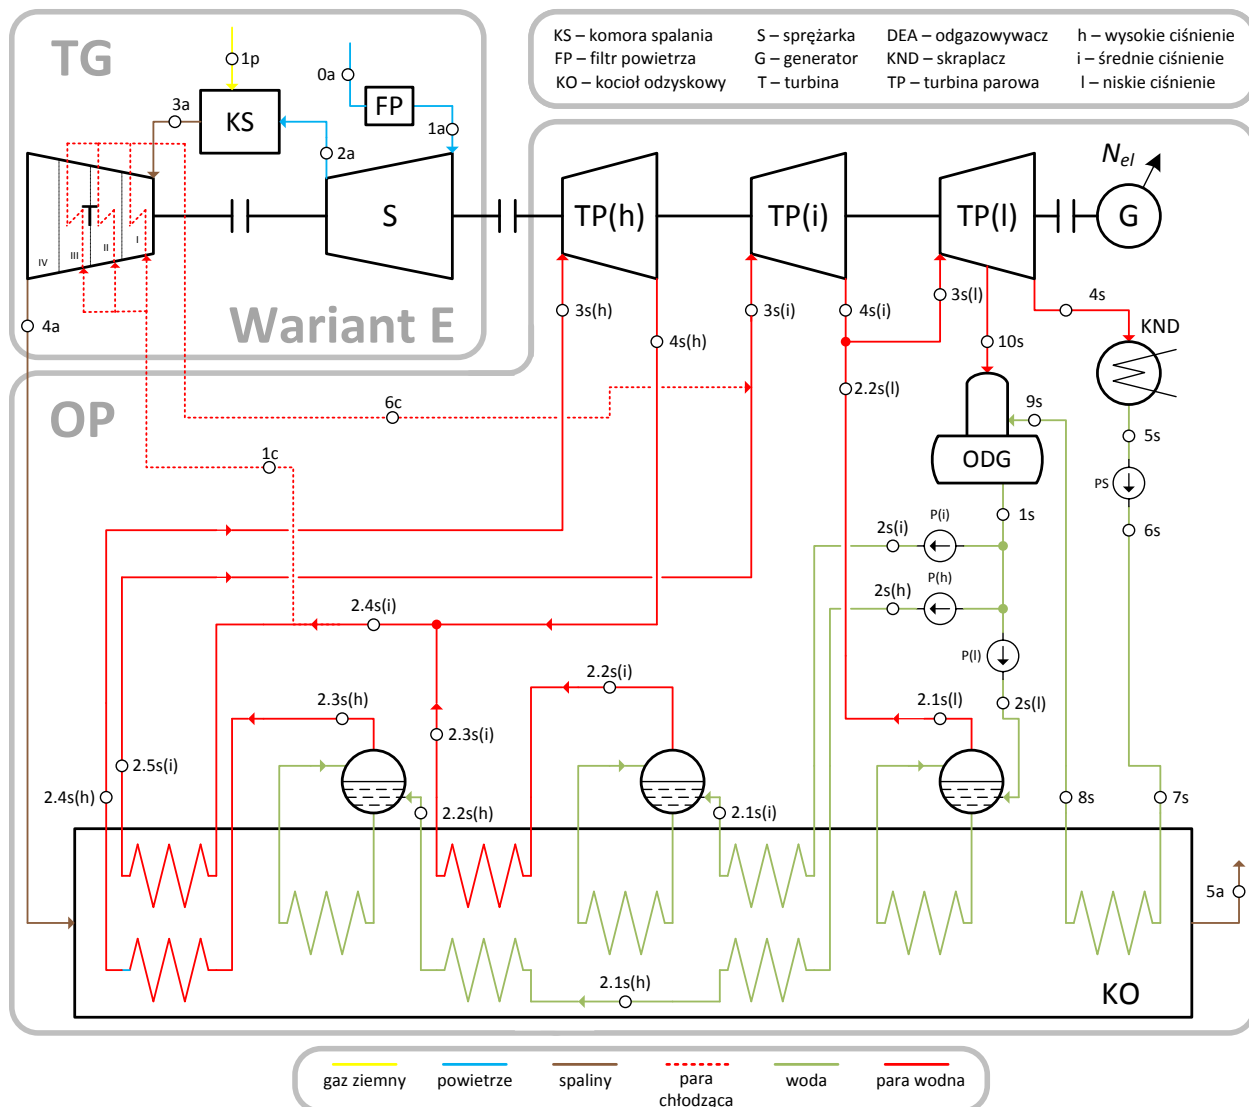 TG
KS – komora spalania
S – sprężarka
DEA – odgazowywacz
h – wysokie ciśnienie
FP – filtr powietrza
G – generator
KND – skraplacz
i – średnie ciśnienie
KO – kocioł odzyskowy
T – turbina
TP – turbina parowa
l – niskie ciśnienie
1p
0a
3a
KS
FP
1a
2a
T
S
TP(h)
TP(i)
TP(l)
G
N el
I
II
III
IV
4a
Wariant E
3s(h)
4s(h)
3s(i)
4s(i)
3s(l)
4s
KND
10s
2.2s(l)
OP
6c
9s
5s
1c
ODG
PS
1s
6s
2s(i)
P(i)
2s(h)
P(h)
2.4s(i)
P(l)
2.2s(i)
2.3s(h)
2.1s(l)
2s(l)
2.3s(i)
2.5s(i)
2.4s(h)
2.2s(h)
2.1s(i)
8s
7s
5a
2.1s(h)
KO
gaz ziemny
powietrze
spaliny
para
chłodząca
woda
para wodna